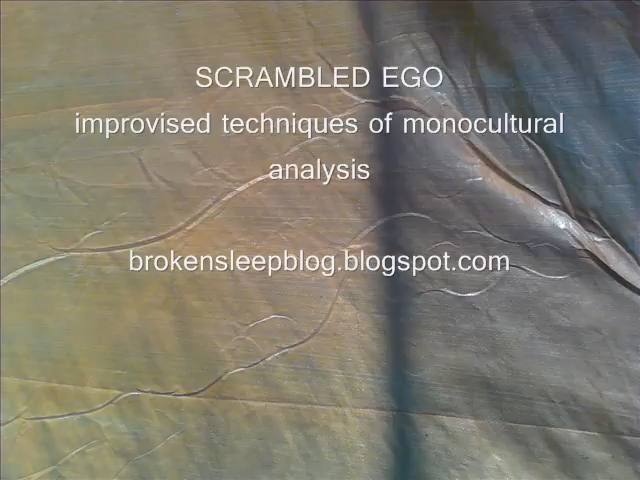 SCRAMBLED EGO
improvised techniques of monocultural
analysis
brokensleepblog.blogspot.com